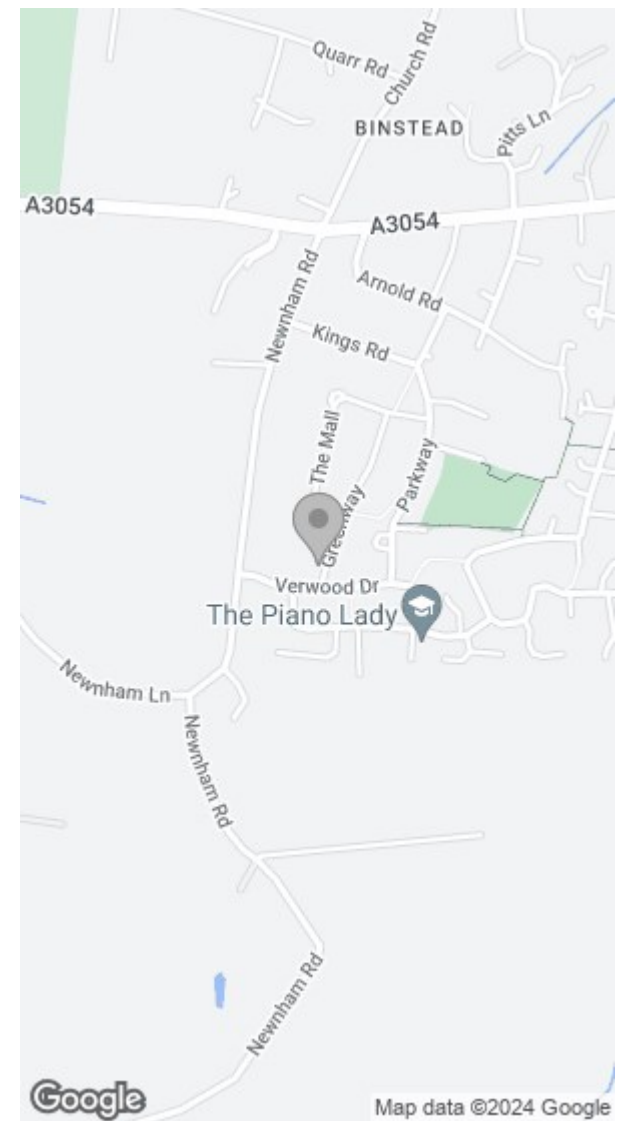 Quarr Rd
Church Rd
BINSTEAD
Pitts Ln
A3054
A3054
Newnham Rd
Arnold Rd
Kings Rd
The Mall
Parkway
Greenway
Verwood Dr
The Piano Lady
Newnham Ln
Newnham Rd
Newnham Rd
Google
Map data ©2024 Google